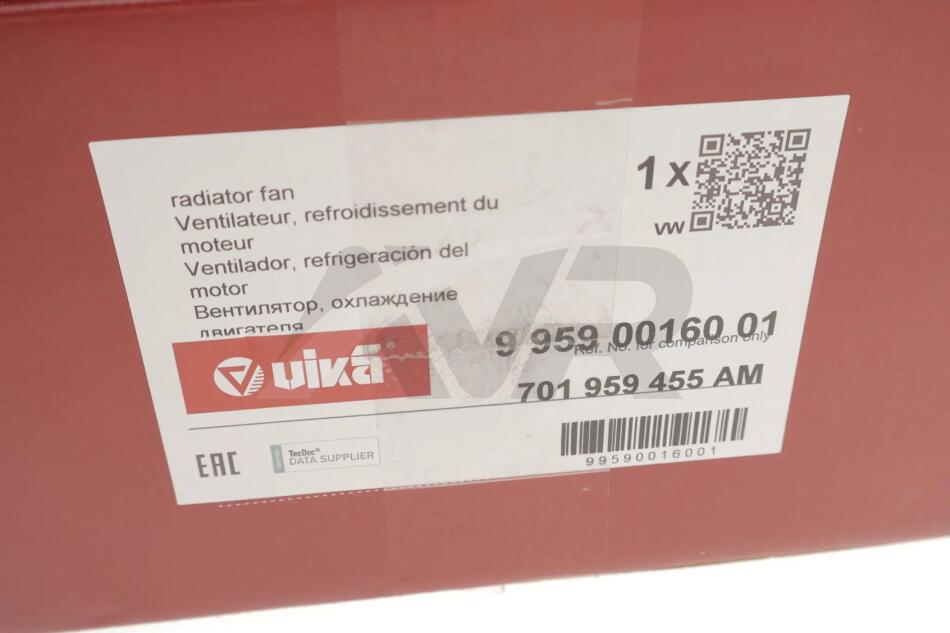 radiator fan
Ventilateur, refroidissement du
moteur
Ventilador, refrigeración del
motor
Вентилятор, охлаждение
двигателя
1 x
VW
9 959 00160 01
Ref. No. for comparison only
701 959 455 AM
vika®
EAC
TecDoc®
DATA SUPPLIER
99590016001
NR